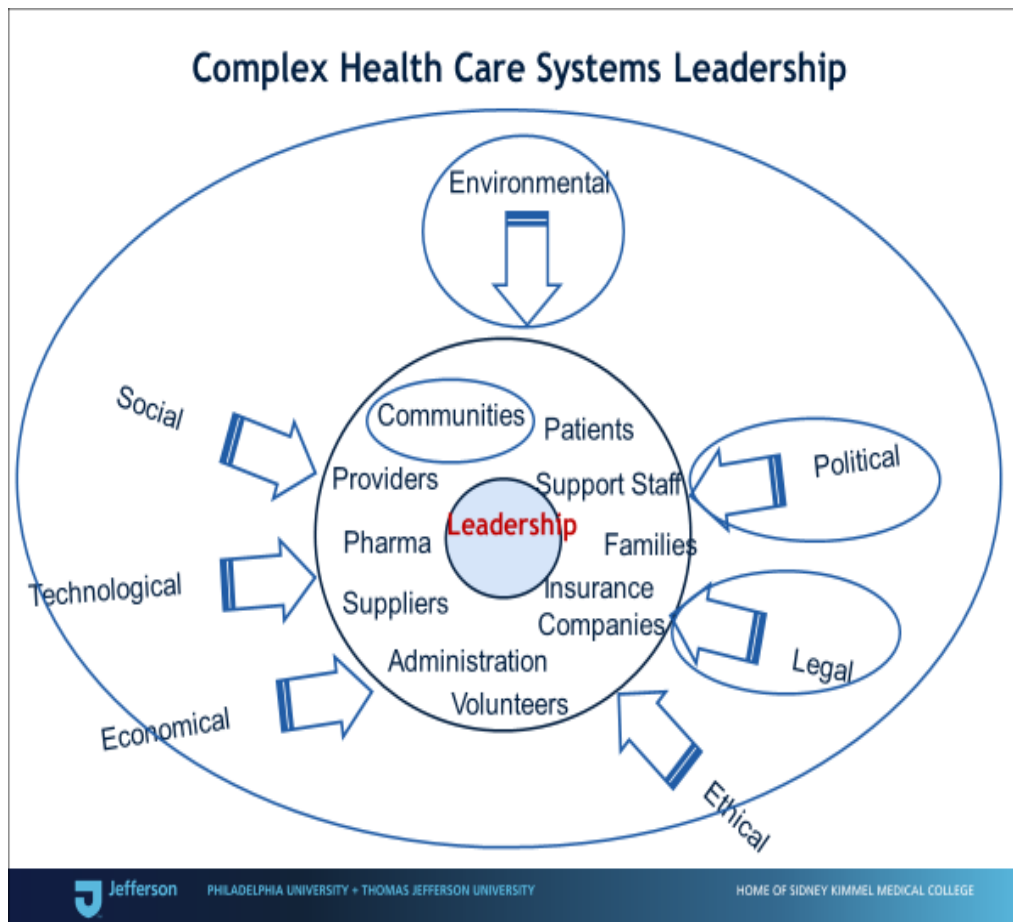 Complex Health Care Systems Leadership
Environmental
Social
Communities
Patients
Providers
Support Staff
Political
Leadership
Pharma
Families
Technological
Suppliers
Insurance
Companies
Legal
Administration
Volunteers
Economical
Ethical
Jefferson
PHILADELPHIA UNIVERSITY + THOMAS JEFFERSON UNIVERSITY
HOME OF SIDNEY KIMMEL MEDICAL COLLEGE